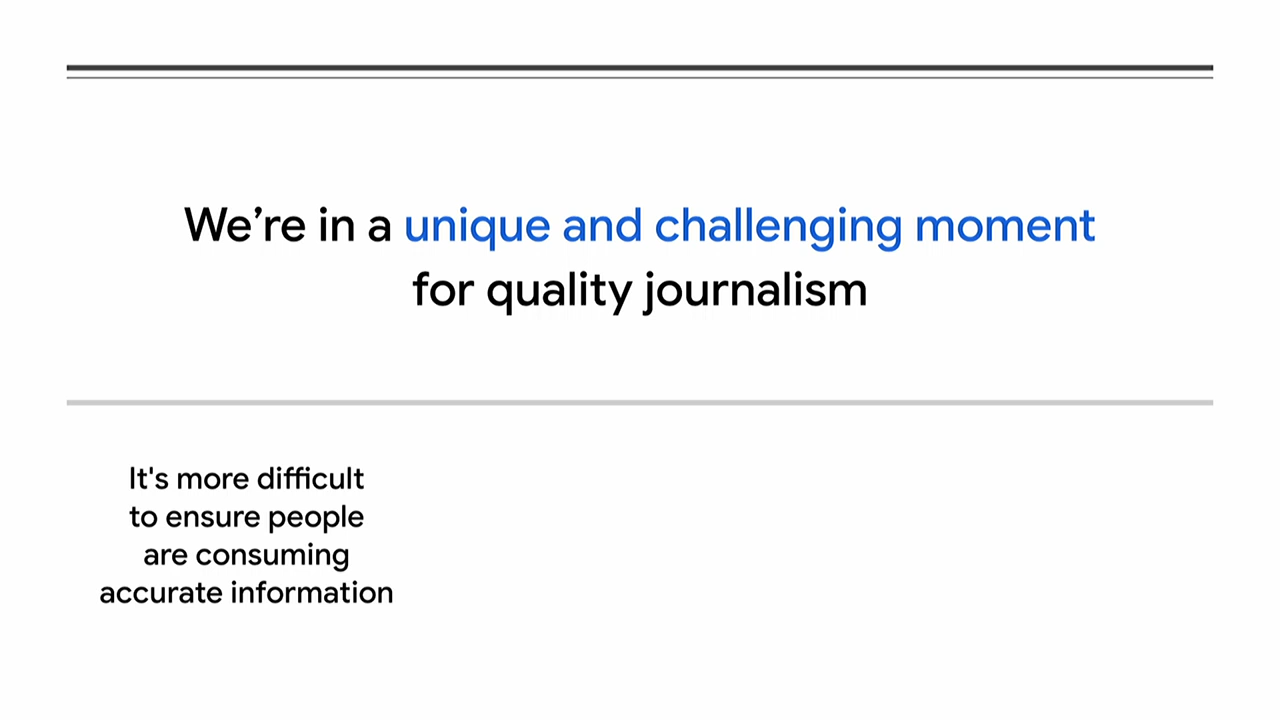 We’re in a unique and challenging moment
for quality journalism
It's more difficult
to ensure people
are consuming
accurate information